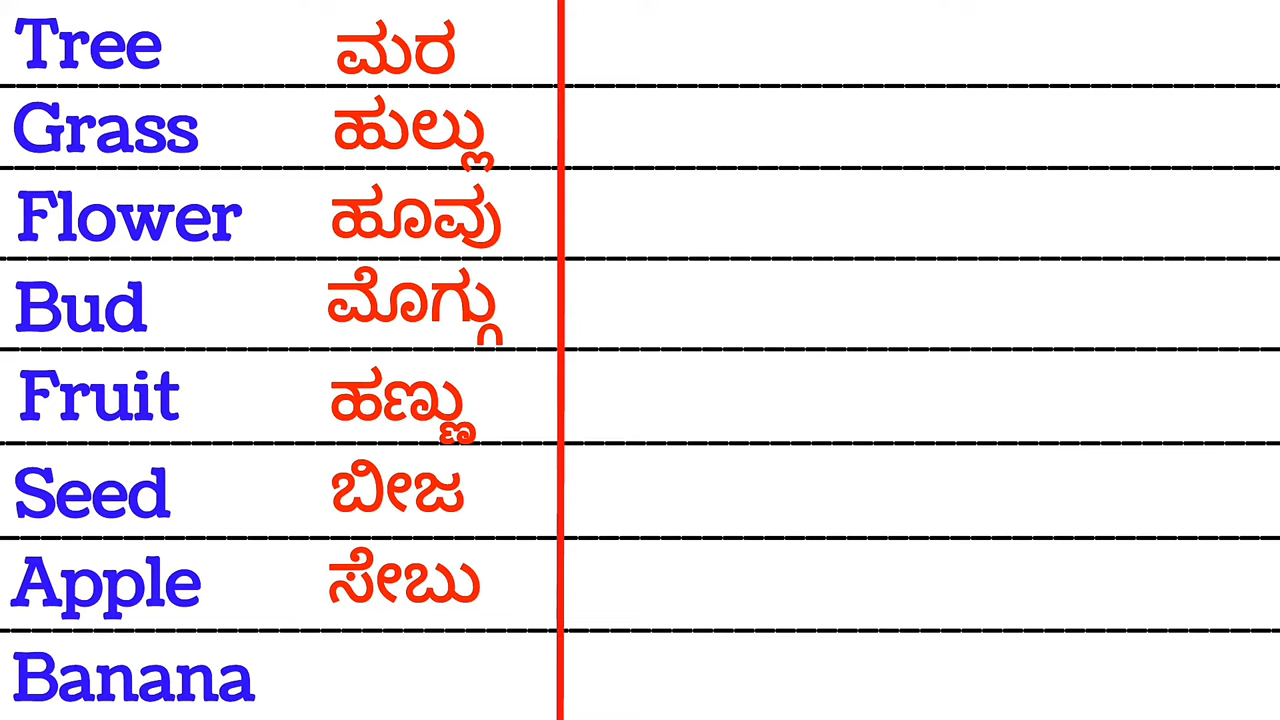 Tree ಮರ
Grass ಹುಲ್ಲು
Flower ಹೂವು
Bud ಮೊಗ್ಗು
Fruit ಹಣ್ಣು
Seed ಬೀಜ
Apple ಸೇಬು
Banana